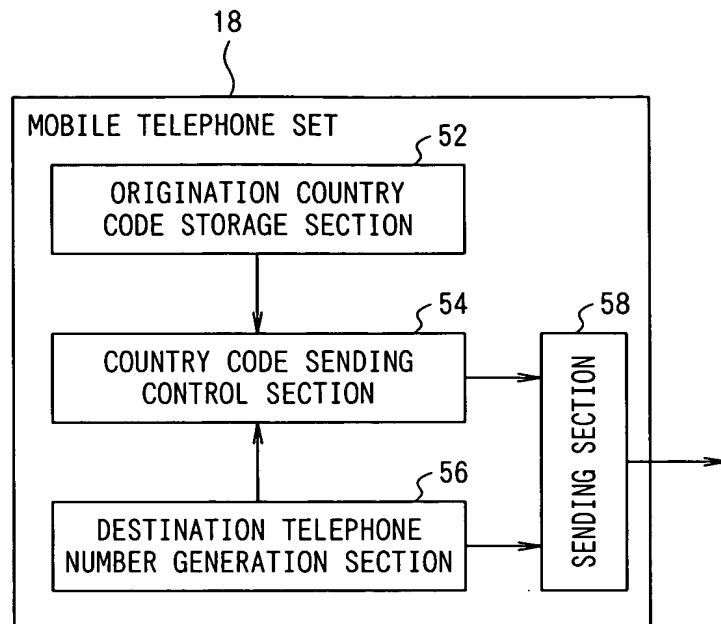 18
MOBILE TELEPHONE SET
52
ORIGINATION COUNTRY
CODE STORAGE SECTION
54
COUNTRY CODE SENDING
CONTROL SECTION
56
DESTINATION TELEPHONE
NUMBER GENERATION SECTION
58
SENDING SECTION